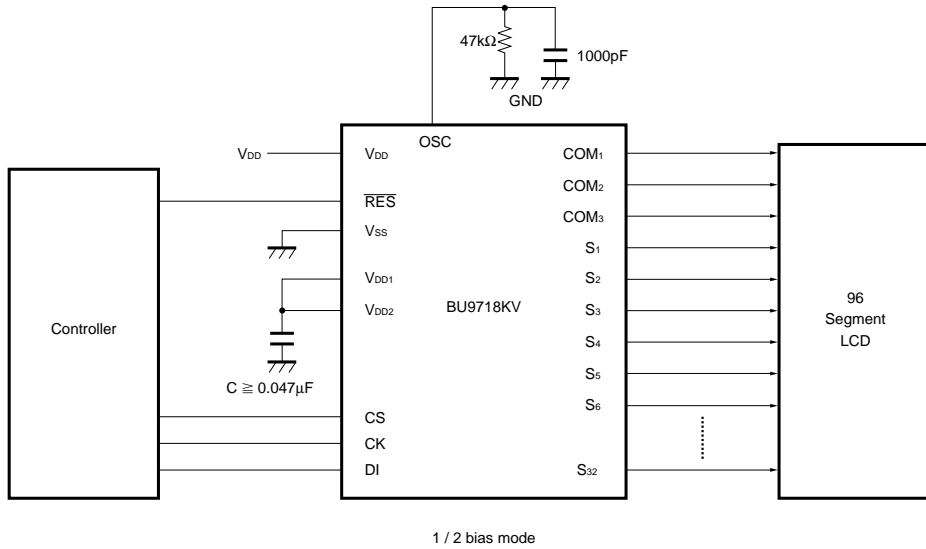 47kΩ
1000pF
GND
OSC
VDD
VDD
RES
VSS
VDD1
VDD2
C ≧ 0.047µF
CS
CK
DI
Controller
BU9718KV
COM1
COM2
COM3
S1
S2
S3
S4
S5
S6
S32
96
Segment
LCD
1 / 2 bias mode